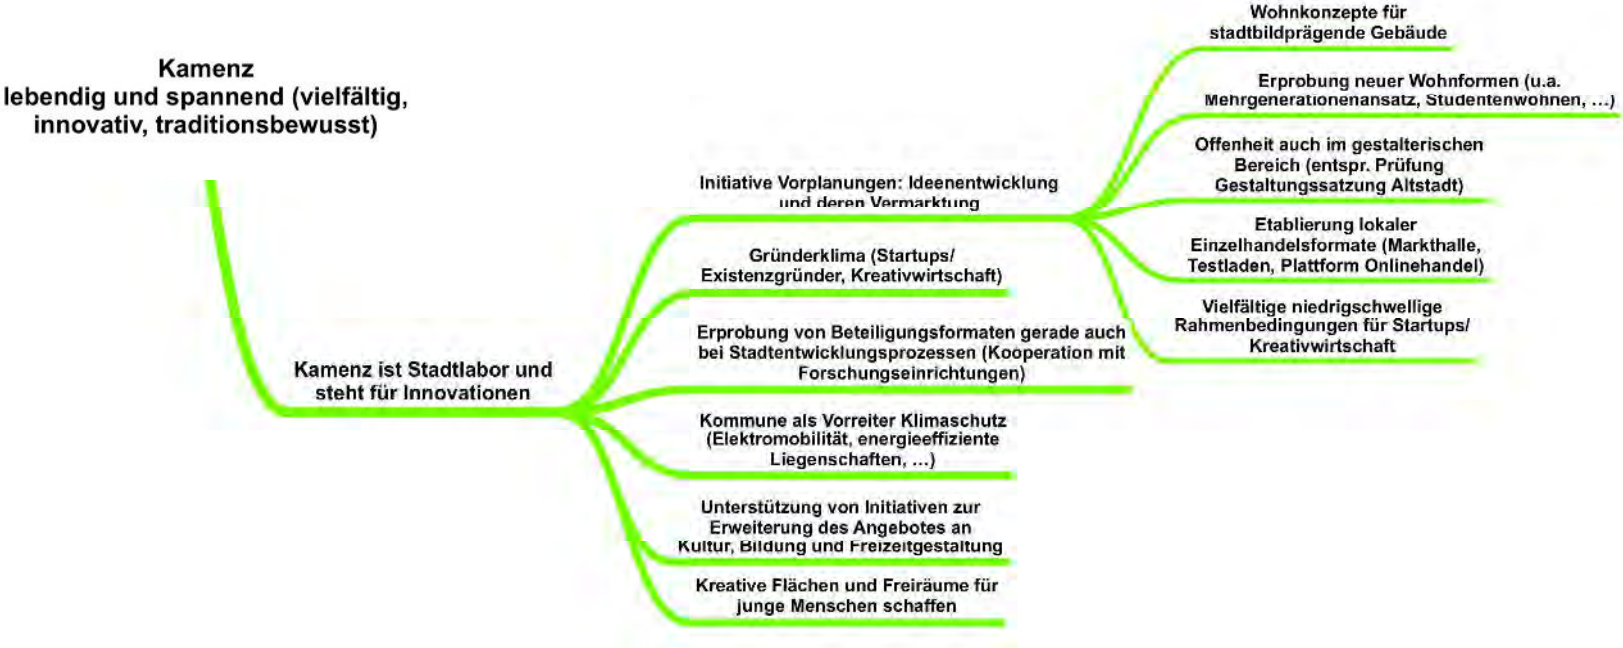 Kamenz
lebendig und spannend (vielfältig,
innovativ, traditionsbewusst)
Kamenz ist Stadtlabor und
steht für Innovationen
Initiative Vorplanungen: Ideenentwicklung
und deren Vermarktung
Wohnkonzepte für
stadtbildprägende Gebäude
Erprobung neuer Wohnformen (u.a.
Mehrgenerationenansatz, Studentenwohnen, …)
Offenheit auch im gestalterischen
Bereich (entspr. Prüfung
Gestaltungssatzung Altstadt)
Etablierung lokaler
Einzelhandelsformate (Markthalle,
Testladen, Plattform Onlinehandel)
Vielfältige niedrigschwellige
Rahmenbedingungen für Startups/
Kreativwirtschaft
Gründerklima (Startups/
Existenzgründer, Kreativwirtschaft)
Erprobung von Beteiligungsformaten gerade auch
bei Stadtentwicklungsprozessen (Kooperation mit
Forschungseinrichtungen)
Kommune als Vorreiter Klimaschutz
(Elektromobilität, energieeffiziente
Liegenschaften, …)
Unterstützung von Initiativen zur
Erweiterung des Angebotes an
Kultur, Bildung und Freizeitgestaltung
Kreative Flächen und Freiräume für
junge Menschen schaffen